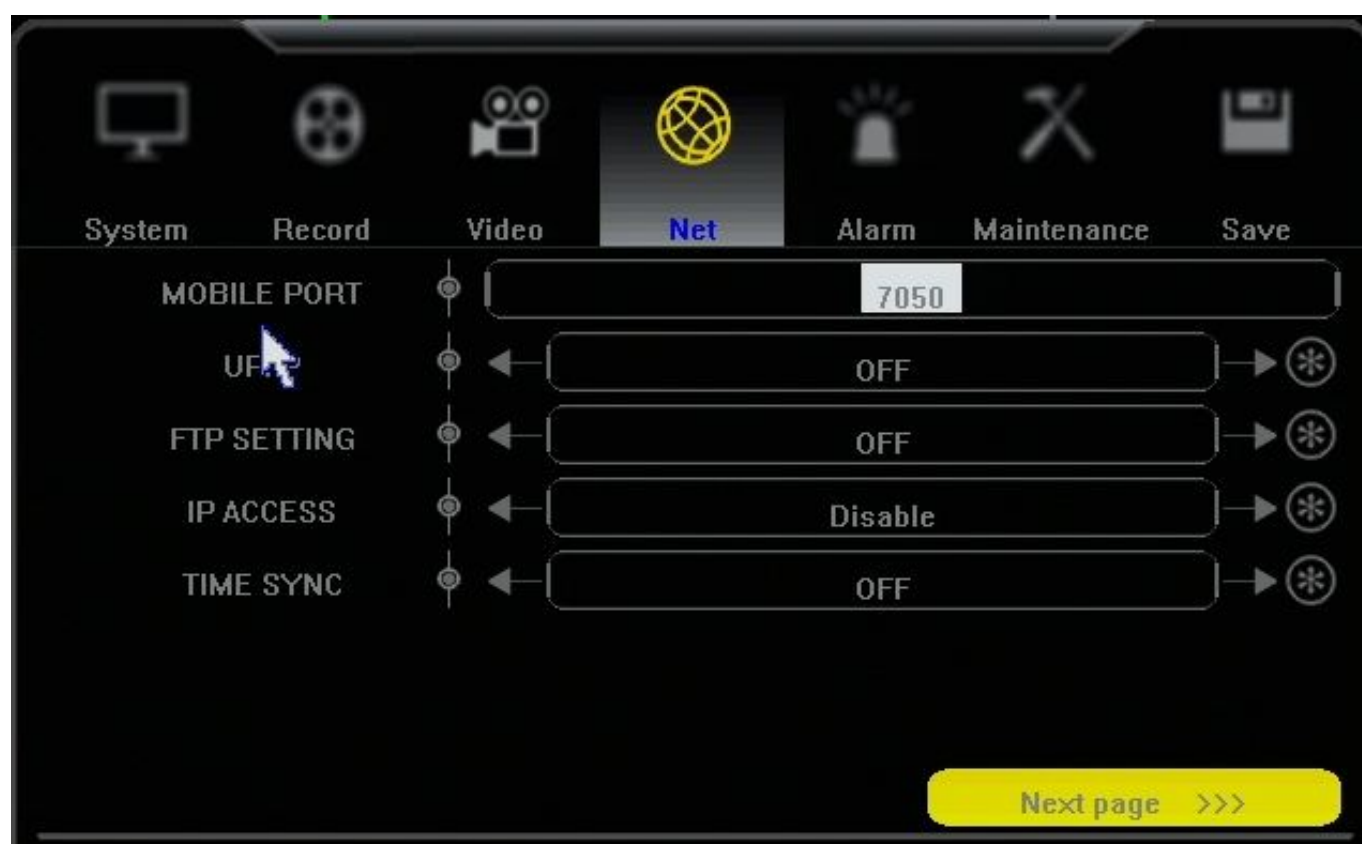 System Record Video Net Alarm Maintenance Save
MOBILE PORT 7050
OFF
FTP SETTING OFF
IP ACCESS Disable
TIME SYNC OFF
Next page >>>